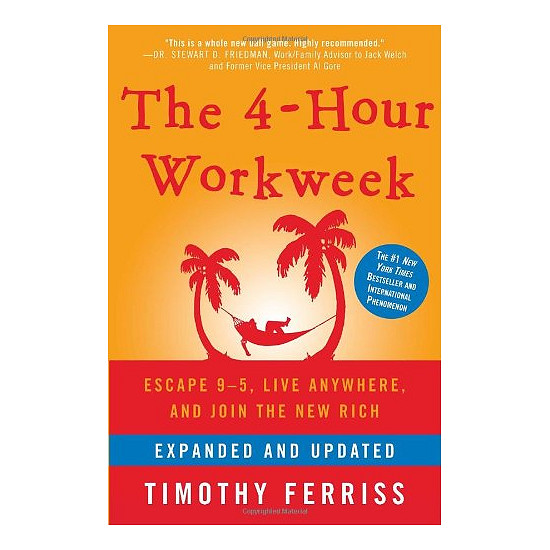 "This is a whole new ball game. Highly recommended."
—DR. STEWART D. FRIEDMAN, Work/Family Advisor to Jack Welch
and Former Vice President Al Gore
The 4-Hour
Workweek
THE #1 NEW
YORK TIMES
BESTSELLER AND
INTERNATIONAL
PHENOMENON
ESCAPE 9–5, LIVE ANYWHERE,
AND JOIN THE NEW RICH
EXPANDED AND UPDATED
TIMOTHY FERRISS